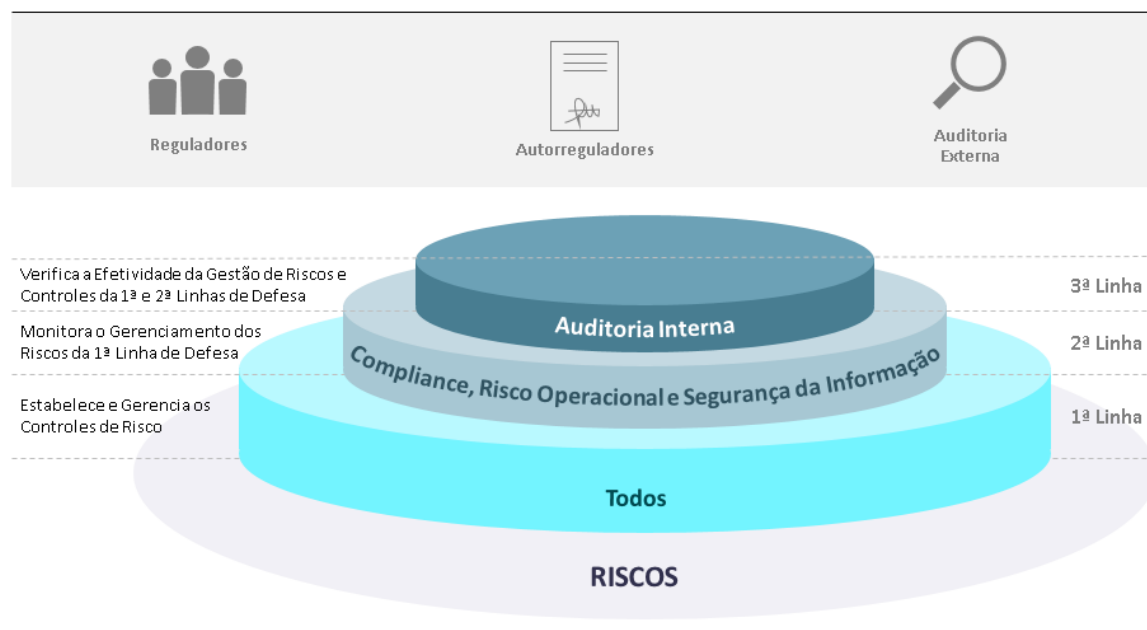 Reguladores
Autorreguladores
Auditoria
Externa
Verifica a Efetividade da Gestão de Riscos e
Controles da 1ª e 2ª Linhas de Defesa
3ª Linha
Auditoria Interna
Monitora o Gerenciamento dos
Riscos da 1ª Linha de Defesa
2ª Linha
Compliance, Risco Operacional e Segurança da Informação
Estabelece e Gerencia os
Controles de Risco
1ª Linha
Todos
RISCOS